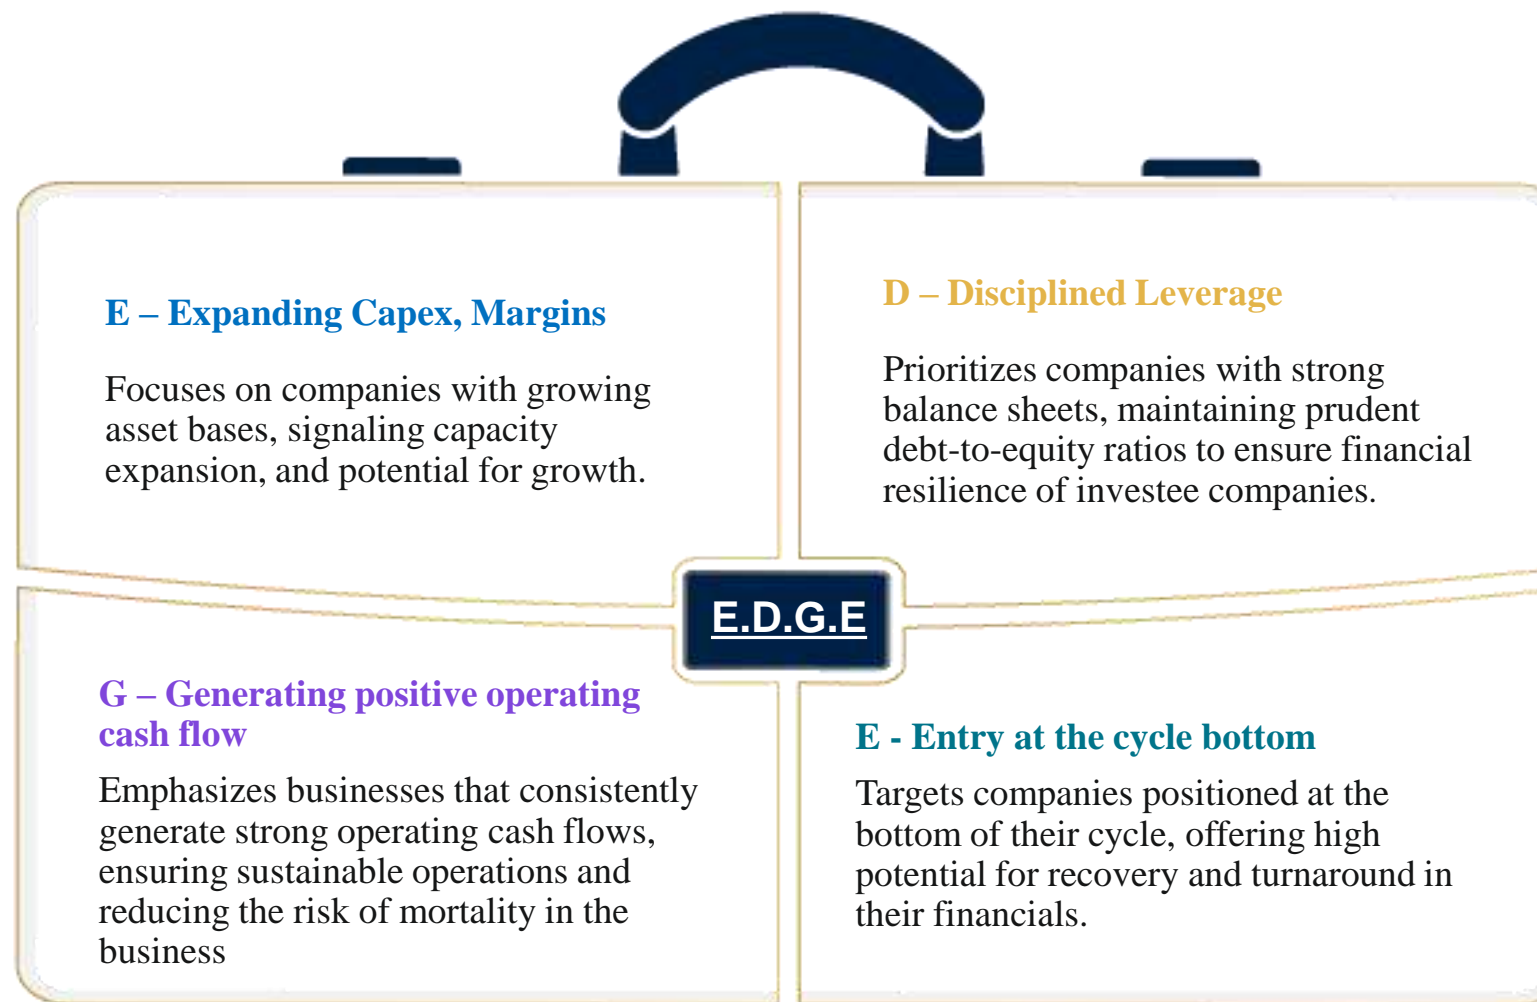 E – Expanding Capex, Margins
Focuses on companies with growing
asset bases, signaling capacity
expansion, and potential for growth.
D – Disciplined Leverage
Prioritizes companies with strong
balance sheets, maintaining prudent
debt-to-equity ratios to ensure financial
resilience of investee companies.
E.D.G.E
G – Generating positive operating
cash flow
Emphasizes businesses that consistently
generate strong operating cash flows,
ensuring sustainable operations and
reducing the risk of mortality in the
business
E - Entry at the cycle bottom
Targets companies positioned at the
bottom of their cycle, offering high
potential for recovery and turnaround in
their financials.